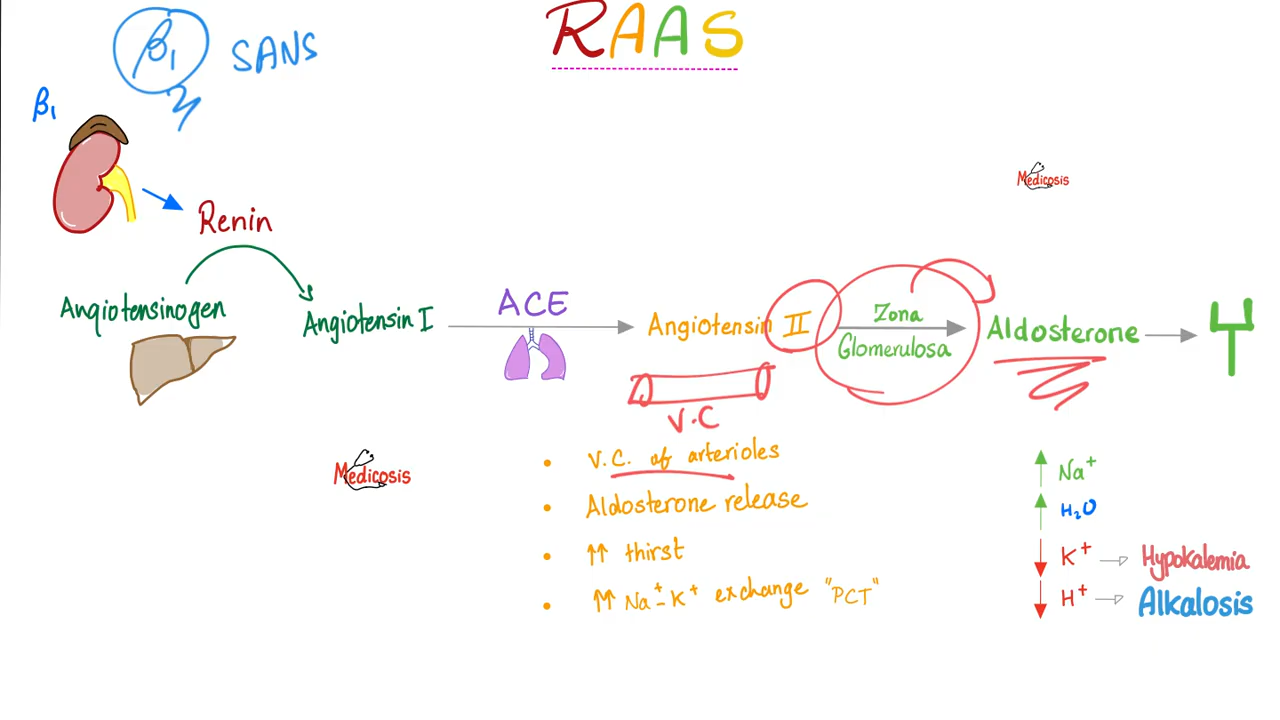 RAAS
β₁ SANS
β₁
Medicosis
Renin
Angiotensinogen
Angiotensin I
ACE
Angiotensin II
Zona
Glomerulosa
Aldosterone
V.C
Medicosis
• V.C. of arterioles
• Aldosterone release
• ↑↑ thirst
• ↑↑ Na⁺-K⁺ exchange "PCT"
↑ Na⁺
↑ H₂O
↓ K⁺ → Hypokalemia
↓ H⁺ → Alkalosis